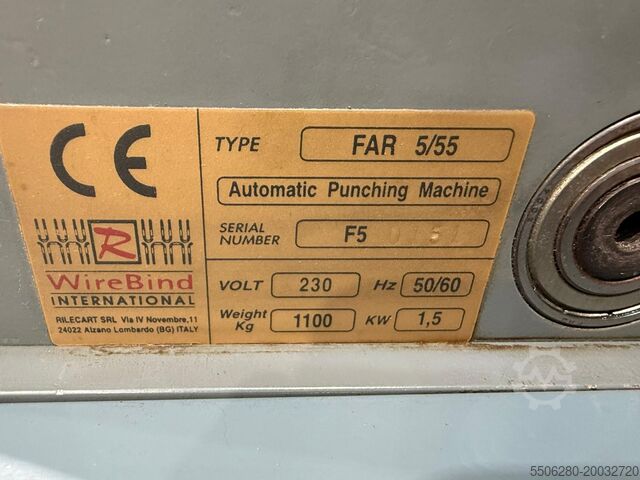 CE
R
WireBind
INTERNATIONAL
RILECART SRL Via IV Novembre, 11
24022 Alzano Lombardo (BG) ITALY
TYPE FAR 5/55
Automatic Punching Machine
SERIAL
NUMBER F5
VOLT 230 Hz 50/60
Weight
Kg 1100 KW 1,5
5506280-20032720